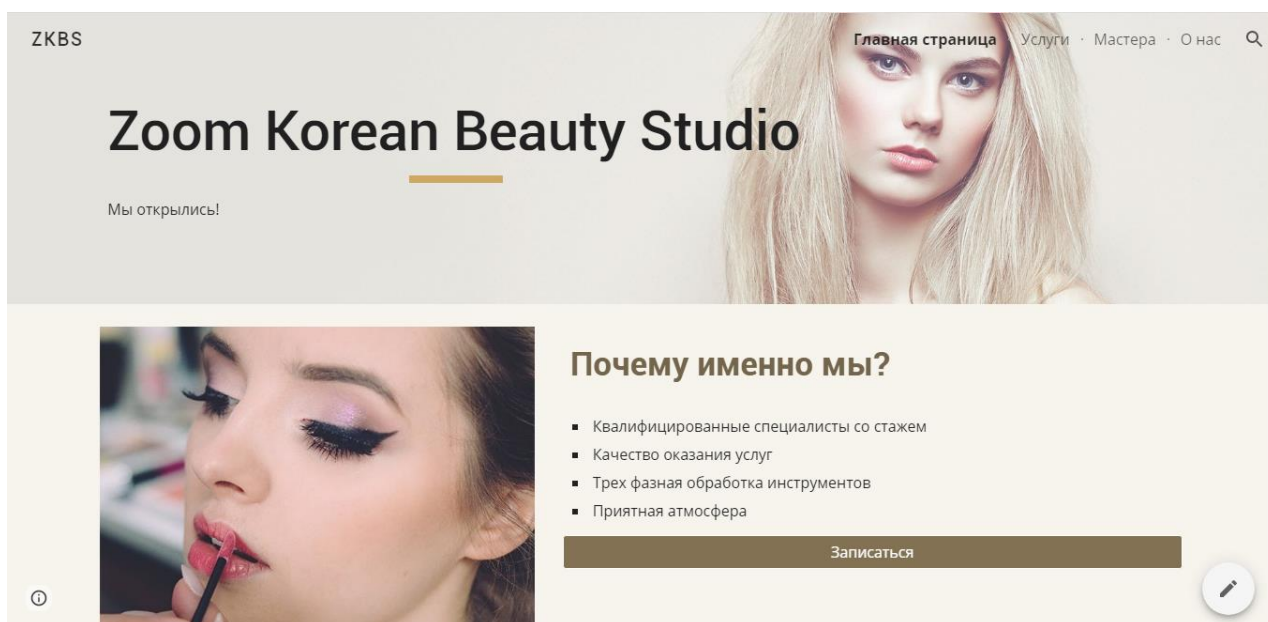 ZKBS
Главная страница · Услуги · Мастера · О нас
Zoom Korean Beauty Studio
Мы открылись!
Почему именно мы?
Квалифицированные специалисты со стажем
Качество оказания услуг
Трех фазная обработка инструментов
Приятная атмосфера
Записаться